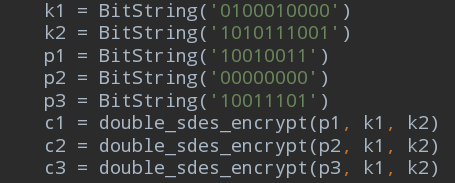 k1 = BitString('0100010000')
k2 = BitString('1010111001')
p1 = BitString('10010011')
p2 = BitString('00000000')
p3 = BitString('10011101')
c1 = double_sdes_encrypt(p1, k1, k2)
c2 = double_sdes_encrypt(p2, k1, k2)
c3 = double_sdes_encrypt(p3, k1, k2)